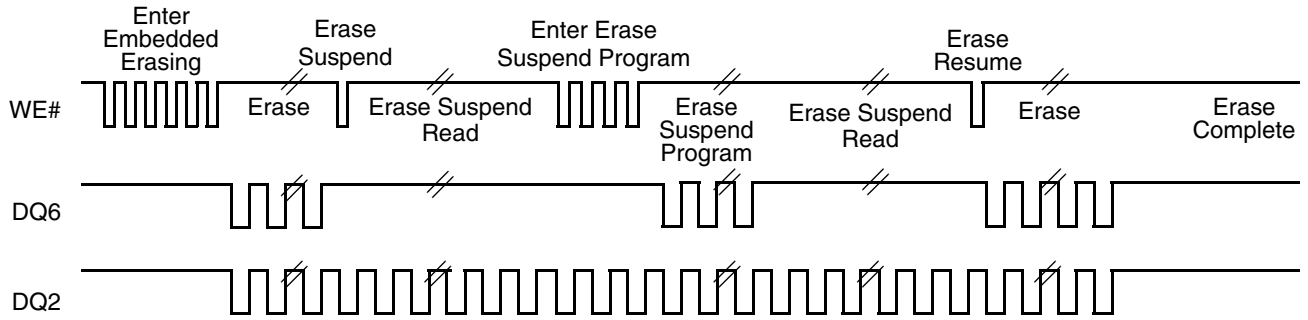 Enter
Embedded
Erasing
Erase
Suspend
Enter Erase
Suspend Program
Erase
Resume
WE#
Erase
Erase Suspend
Read
Erase
Suspend
Program
Erase Suspend
Read
Erase
Erase
Complete
DQ6
DQ2